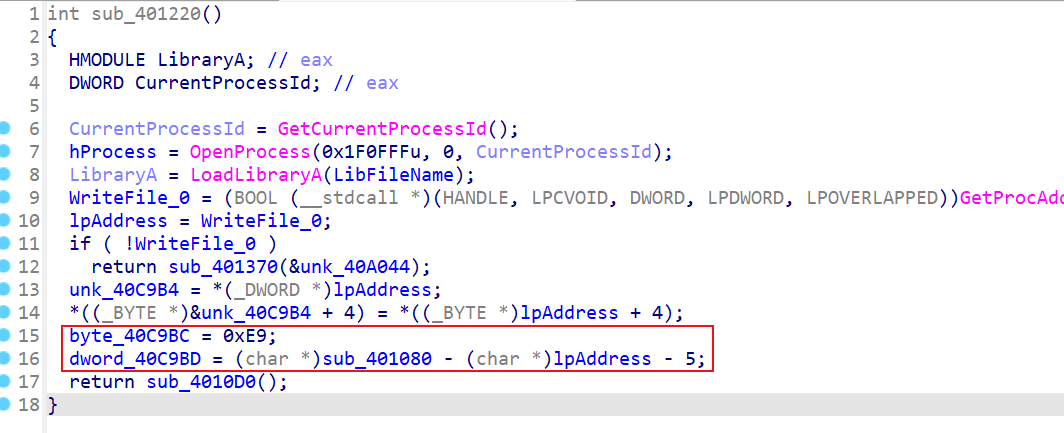 1 int sub_401220()
2 {
3 HMODULE LibraryA; // eax
4 DWORD CurrentProcessId; // eax
5
6 CurrentProcessId = GetCurrentProcessId();
7 hProcess = OpenProcess(0x1F0FFFu, 0, CurrentProcessId);
8 LibraryA = LoadLibraryA(LibFileName);
9 WriteFile_0 = (BOOL (__stdcall *)(HANDLE, LPCVOID, DWORD, LPDWORD, LPOVERLAPPED))GetProcAdd
10 lpAddress = WriteFile_0;
11 if ( !WriteFile_0 )
12 return sub_401370(&unk_40A044);
13 unk_40C9B4 = *(_DWORD *)lpAddress;
14 *((_BYTE *)&unk_40C9B4 + 4) = *((_BYTE *)lpAddress + 4);
15 byte_40C9BC = 0xE9;
16 dword_40C9BD = (char *)sub_401080 - (char *)lpAddress - 5;
17 return sub_4010D0();
18 }